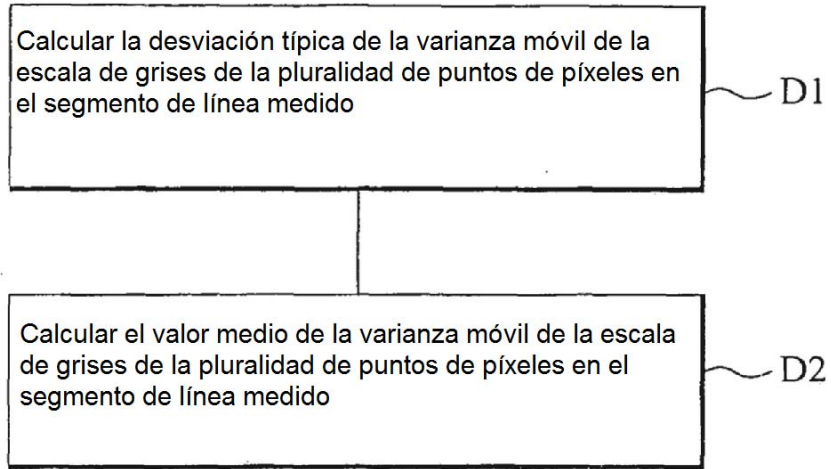 Calcular la desviación típica de la varianza móvil de la
escala de grises de la pluralidad de puntos de píxeles en
el segmento de línea medido
D1
Calcular el valor medio de la varianza móvil de la escala
de grises de la pluralidad de puntos de píxeles en el
segmento de línea medido
D2